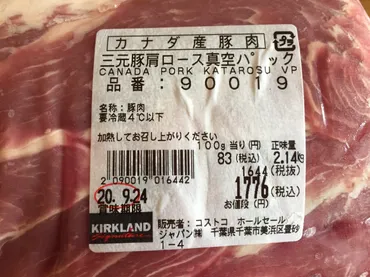 カナダ産豚肉
三元豚肩ロース真空パック
CANADA PORK KATAROSU VP
品番:90019
名称:豚肉
要冷蔵4℃以下
加熱してお召し上がりください
100g当り(円) 正味量
83(税込) 2.14kg
1644(税抜)
1776(税込)
お値段(円)
2090019016442
20. 9.24
賞味期限
KIRKLAND
Signature
販売者:コストコ ホールセール
ジャパン㈱ 千葉県千葉市美浜区豊砂
1-4